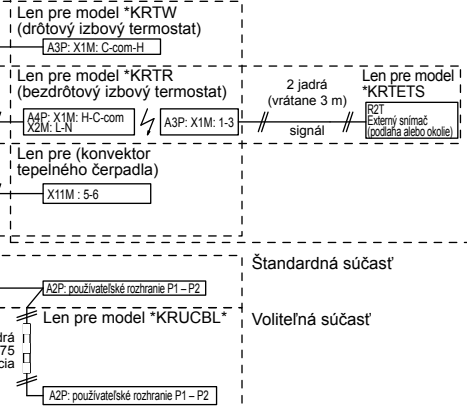 Len pre model *KRTW
(drôtový izbový termostat)
A3P: X1M: C-com-H
Len pre model *KRTR
(bezdrôtový izbový termostat)
A4P: X1M: H-C-com
X2M: L-N
A3P: X1M: 1-3
2 jadrá
(vrátane 3 m)
signál
Len pre model
*KRTETS
R2T
Externý snímač
(podlaha alebo okolie)
Len pre (konvektor
tepelného čerpadla)
X11M : 5-6
Štandardná súčasť
A2P: používateľské rozhranie P1 – P2
Len pre model *KRUCBL*
Voliteľná súčasť
drá
75
cia
A2P: používateľské rozhranie P1 – P2